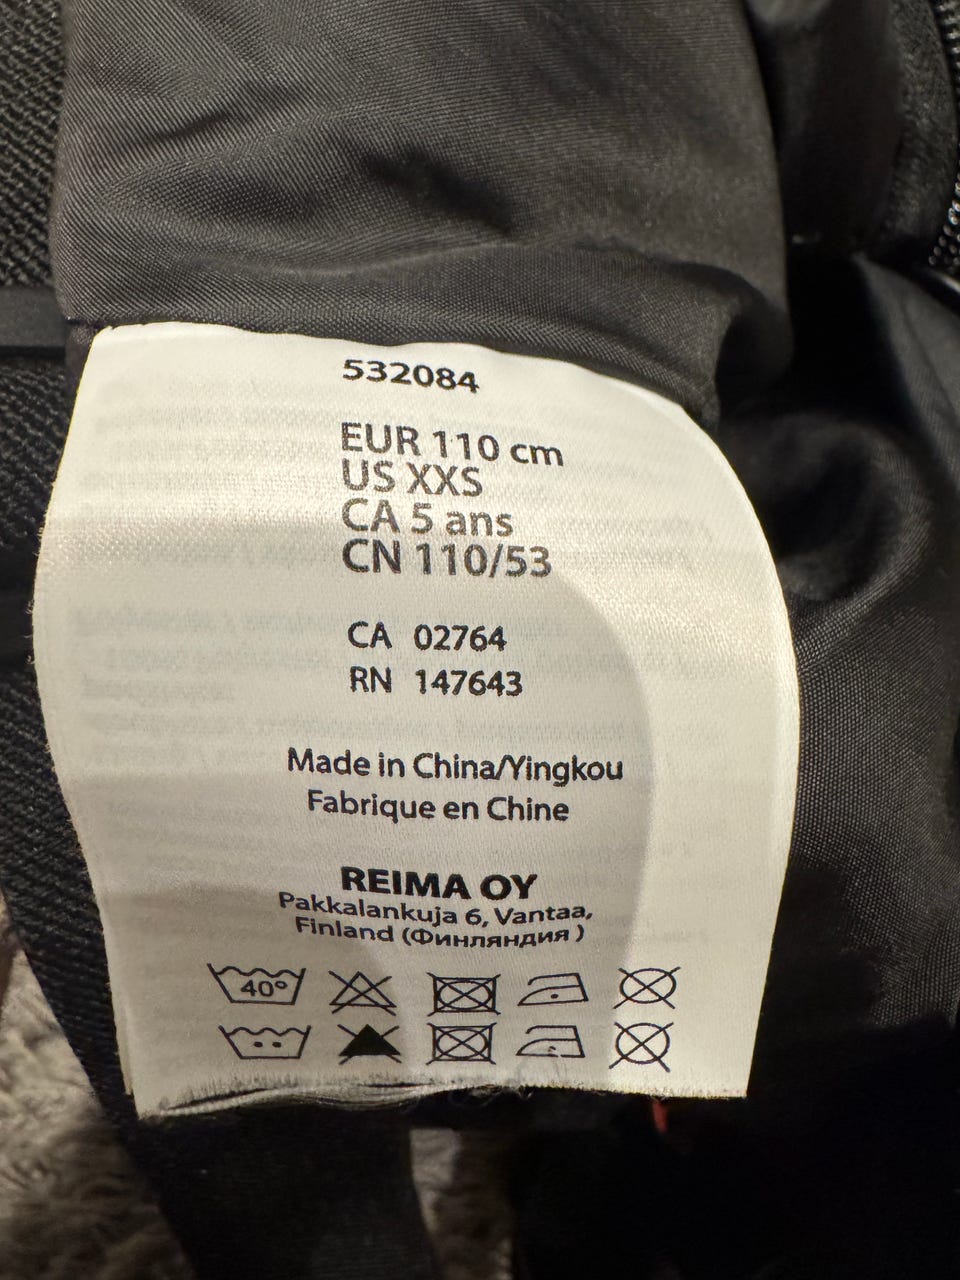 532084
EUR 110 cm
US XXS
CA 5 ans
CN 110/53
CA 02764
RN 147643
Made in China/Yingkou
Fabrique en Chine
REIMA OY
Pakkalankuja 6, Vantaa,
Finland (Финляндия )
40°